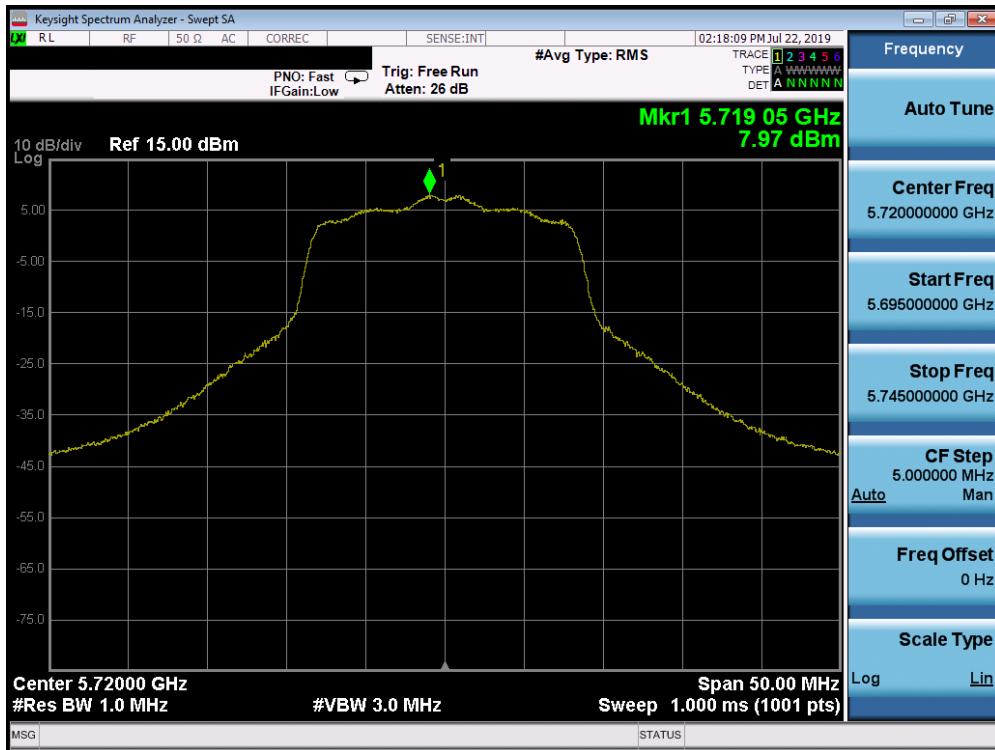 Keysight Spectrum Analyzer - Swept SA
LXI RL RF 50 Ω AC CORREC SENSE:INT 02:18:09 PM Jul 22, 2019
#Avg Type: RMS
TRACE 1 2 3 4 5 6
PNO: Fast Trig: Free Run
TYPE A WWWWW
IFGain:Low Atten: 26 dB
DET A N N N N N
Mkr1 5.719 05 GHz
7.97 dBm
10 dB/div Ref 15.00 dBm
Log
1
5.00
-5.00
-15.0
-25.0
-35.0
-45.0
-55.0
-65.0
-75.0
Center 5.72000 GHz Span 50.00 MHz
#Res BW 1.0 MHz #VBW 3.0 MHz Sweep 1.000 ms (1001 pts)
MSG STATUS
Frequency
Auto Tune
Center Freq
5.720000000 GHz
Start Freq
5.695000000 GHz
Stop Freq
5.745000000 GHz
CF Step
5.000000 MHz
Auto Man
Freq Offset
0 Hz
Scale Type
Log Lin